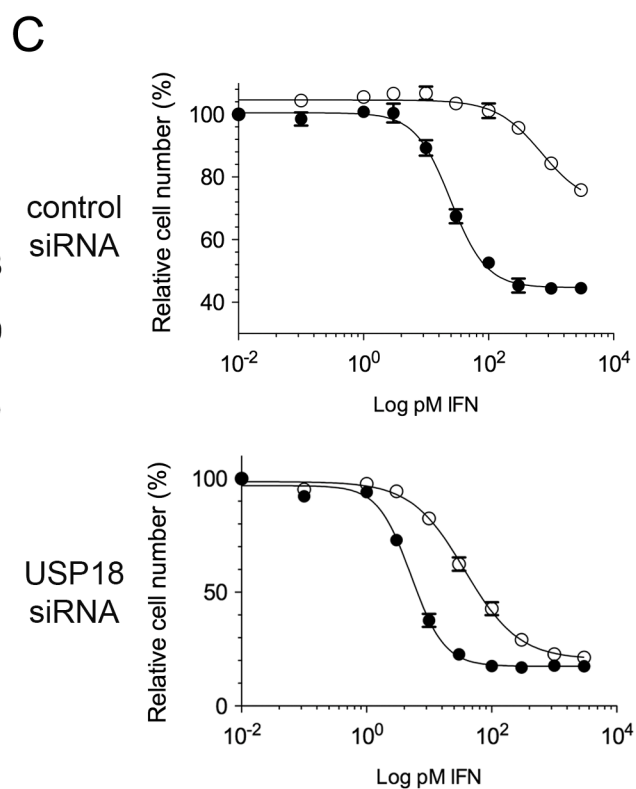 C
Relative cell number (%)
100
80
60
40
control
siRNA
10-2
100
102
104
Log pM IFN
Relative cell number (%)
100
50
0
USP18
siRNA
10-2
100
102
104
Log pM IFN